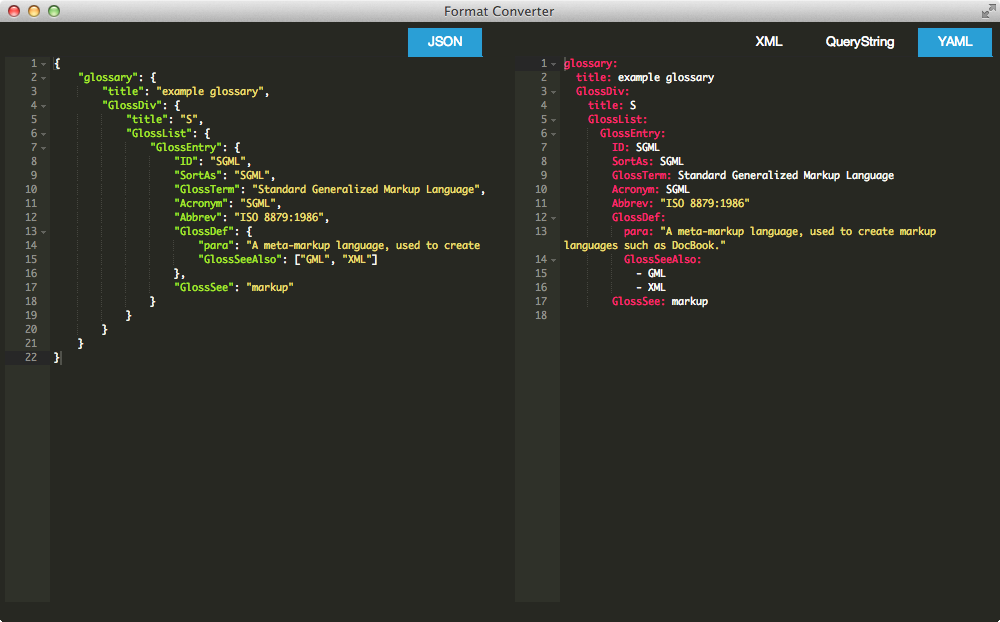 Format Converter
JSON
XML QueryString YAML
1 {
2 "glossary": {
3 "title": "example glossary",
4 "GlossDiv": {
5 "title": "S",
6 "GlossList": {
7 "GlossEntry": {
8 "ID": "SGML",
9 "SortAs": "SGML",
10 "GlossTerm": "Standard Generalized Markup Language",
11 "Acronym": "SGML",
12 "Abbrev": "ISO 8879:1986",
13 "GlossDef": {
14 "para": "A meta-markup language, used to create
15 "GlossSeeAlso": ["GML", "XML"]
16 },
17 "GlossSee": "markup"
18 }
19 }
20 }
21 }
22 }
1 glossary:
2 title: example glossary
3 GlossDiv:
4 title: S
5 GlossList:
6 GlossEntry:
7 ID: SGML
8 SortAs: SGML
9 GlossTerm: Standard Generalized Markup Language
10 Acronym: SGML
11 Abbrev: "ISO 8879:1986"
12 GlossDef:
13 para: "A meta-markup language, used to create markup
languages such as DocBook."
14 GlossSeeAlso:
15 - GML
16 - XML
17 GlossSee: markup
18